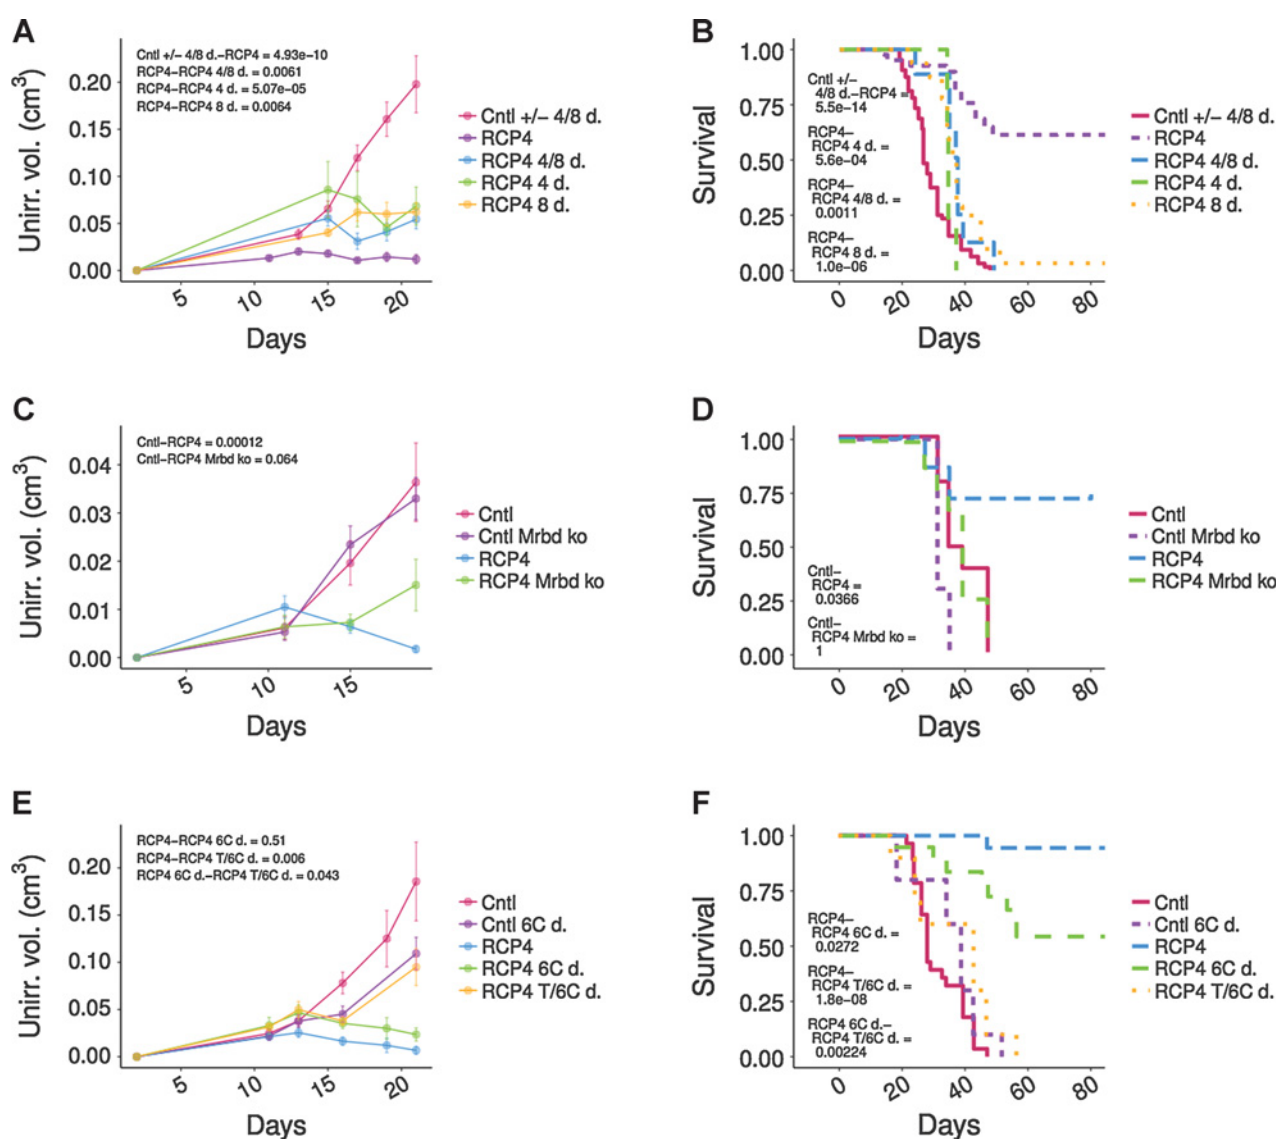 A
Unirr. vol. (cm³)
0.20
0.15
0.10
0.05
0.00
Cntl +/− 4/8 d.−RCP4 = 4.93e−10
RCP4−RCP4 4/8 d. = 0.0061
RCP4−RCP4 4 d. = 5.07e−05
RCP4−RCP4 8 d. = 0.0064
5
10
15
20
Days
Cntl +/− 4/8 d.
RCP4
RCP4 4/8 d.
RCP4 4 d.
RCP4 8 d.
B
Survival
1.00
0.75
0.50
0.25
0.00
Cntl +/−
4/8 d.−RCP4 =
5.5e−14
RCP4−
RCP4 4 d. =
5.6e−04
RCP4−
RCP4 4/8 d. =
0.0011
RCP4−
RCP4 8 d. =
1.0e−06
0
20
40
60
80
Days
Cntl +/− 4/8 d.
RCP4
RCP4 4/8 d.
RCP4 4 d.
RCP4 8 d.
C
Unirr. vol. (cm³)
0.04
0.03
0.02
0.01
0.00
Cntl−RCP4 = 0.00012
Cntl−RCP4 Mrbd ko = 0.064
5
10
15
Days
Cntl
Cntl Mrbd ko
RCP4
RCP4 Mrbd ko
D
Survival
1.00
0.75
0.50
0.25
0.00
Cntl−
RCP4 =
0.0366
Cntl−
RCP4 Mrbd ko =
1
0
20
40
60
80
Days
Cntl
Cntl Mrbd ko
RCP4
RCP4 Mrbd ko
E
Unirr. vol. (cm³)
0.20
0.15
0.10
0.05
0.00
RCP4−RCP4 6C d. = 0.51
RCP4−RCP4 T/6C d. = 0.006
RCP4 6C d.−RCP4 T/6C d. = 0.043
5
10
15
20
Days
Cntl
Cntl 6C d.
RCP4
RCP4 6C d.
RCP4 T/6C d.
F
Survival
1.00
0.75
0.50
0.25
0.00
RCP4−
RCP4 6C d. =
0.0272
RCP4−
RCP4 T/6C d. =
1.8e−08
RCP4 6C d.−
RCP4 T/6C d. =
0.00224
0
20
40
60
80
Days
Cntl
Cntl 6C d.
RCP4
RCP4 6C d.
RCP4 T/6C d.